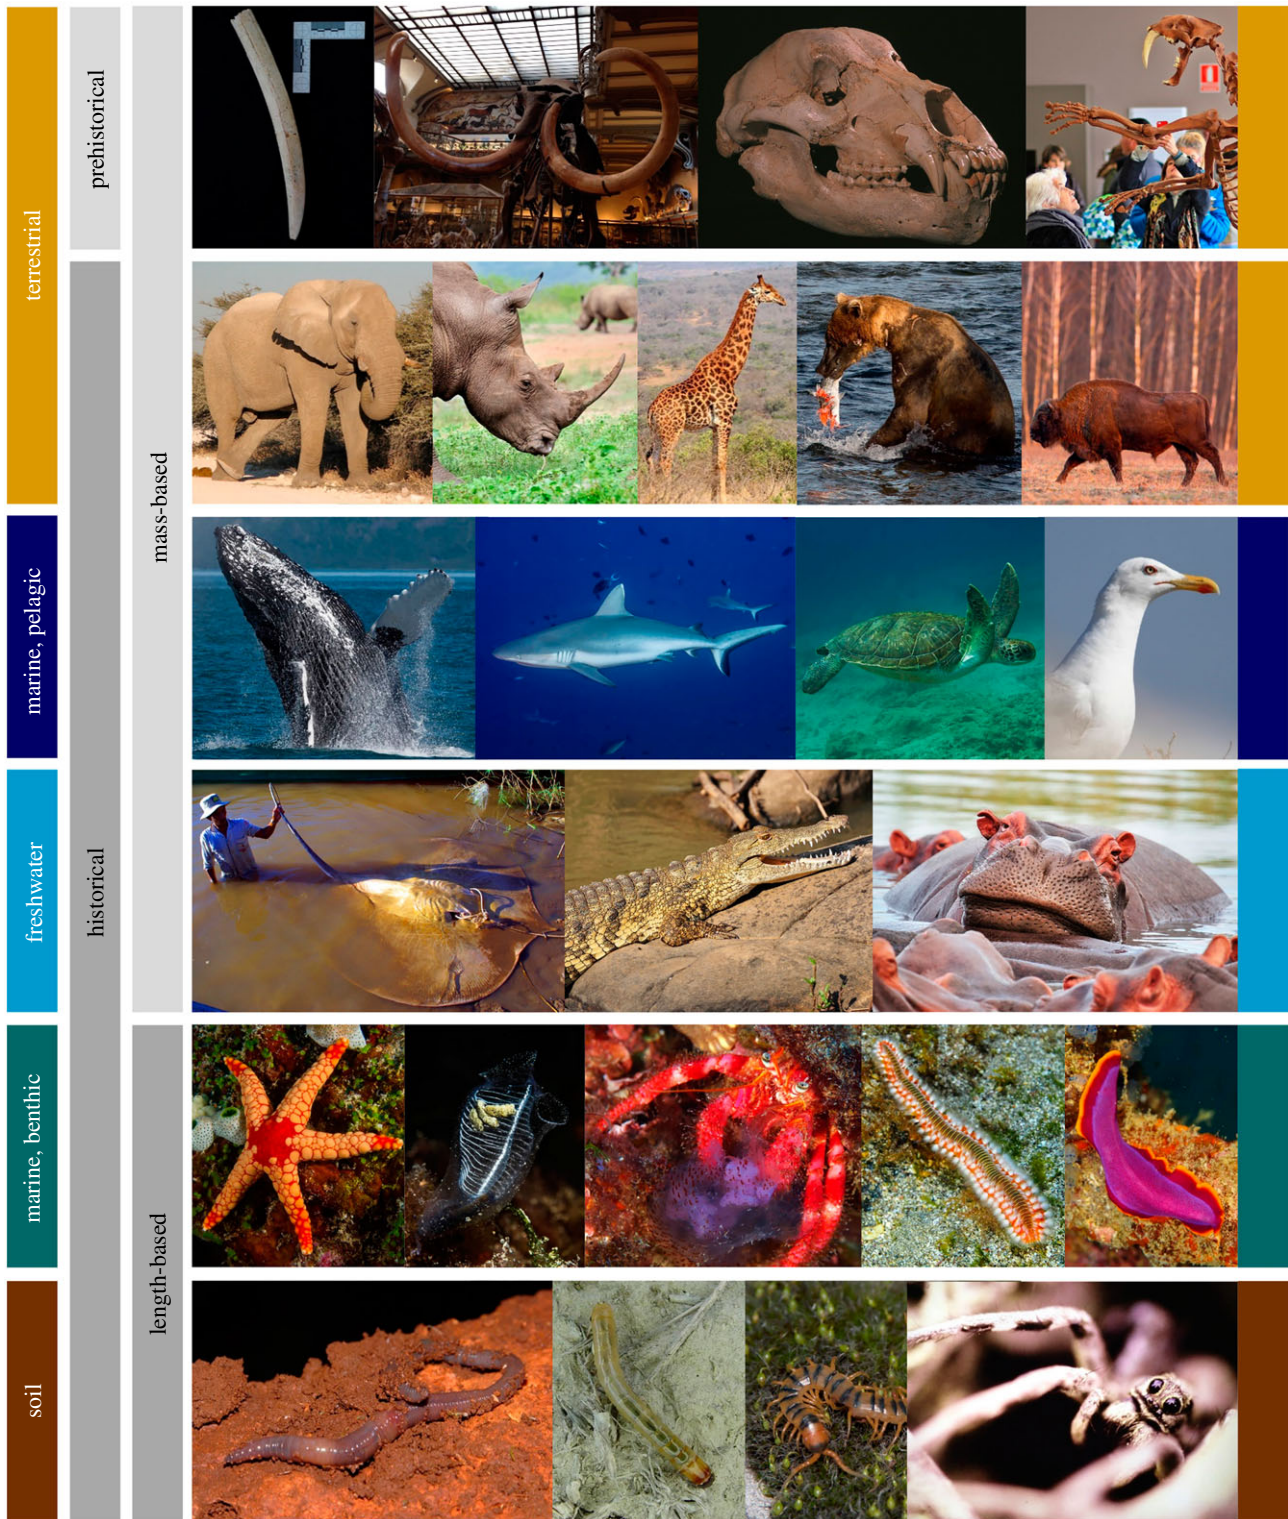 terrestrial
prehistorical
mass-based
historical
marine, pelagic
freshwater
marine, benthic
length-based
soil